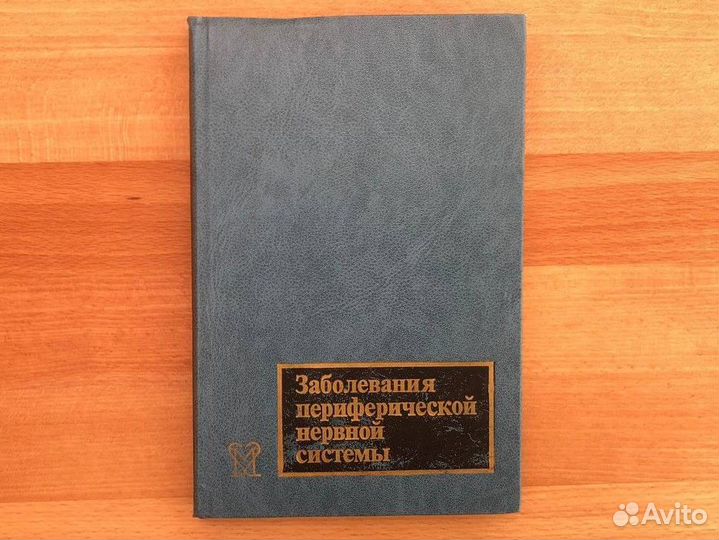 Заболевания
периферической
нервной
системы
Avito